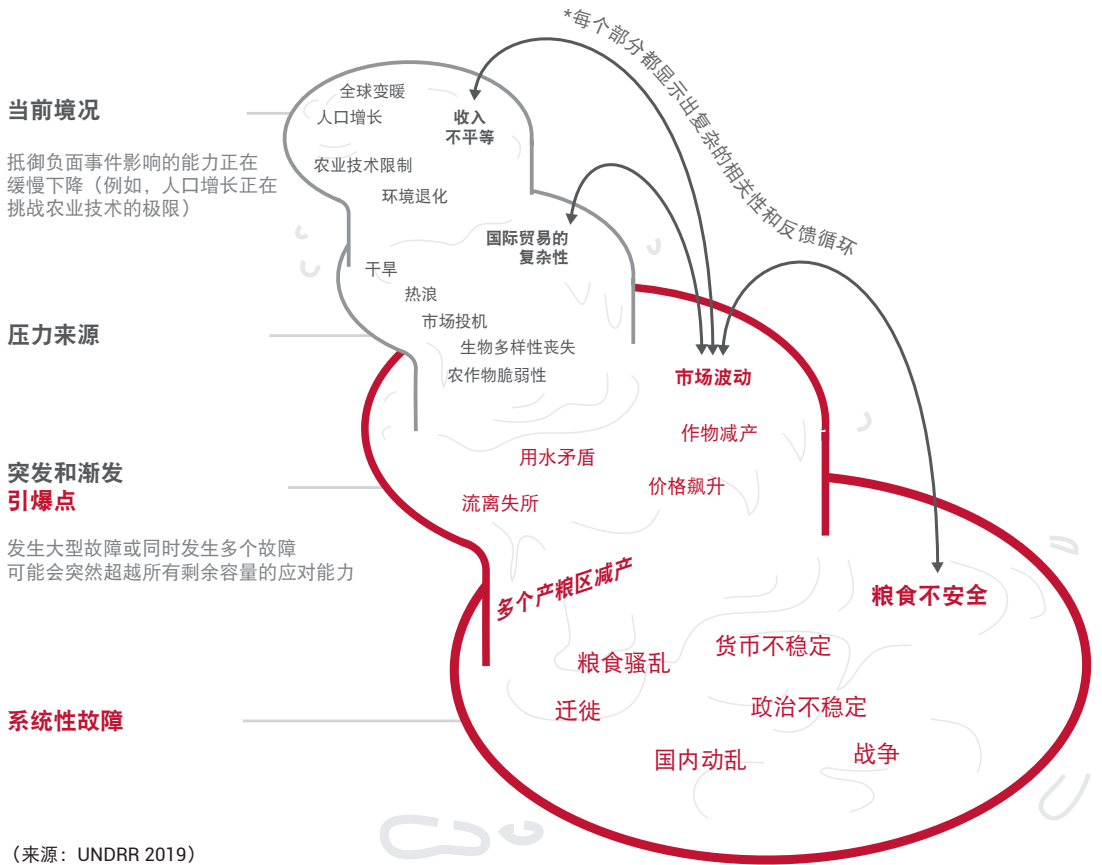 *每个部分都显示出复杂的相关性和反馈循环
当前境况
抵御负面事件影响的能力正在
缓慢下降（例如，人口增长正在
挑战农业技术的极限）
全球变暖
人口增长
收入
不平等
农业技术限制
环境退化
国际贸易的
复杂性
压力来源
干旱
热浪
市场投机
生物多样性丧失
农作物脆弱性
市场波动
突发和渐发
引爆点
发生大型故障或同时发生多个故障
可能会突然超越所有剩余容量的应对能力
作物减产
用水矛盾
价格飙升
流离失所
多个产粮区减产
系统性故障
粮食不安全
货币不稳定
粮食骚乱
迁徙
政治不稳定
国内动乱
战争
（来源：UNDRR 2019）